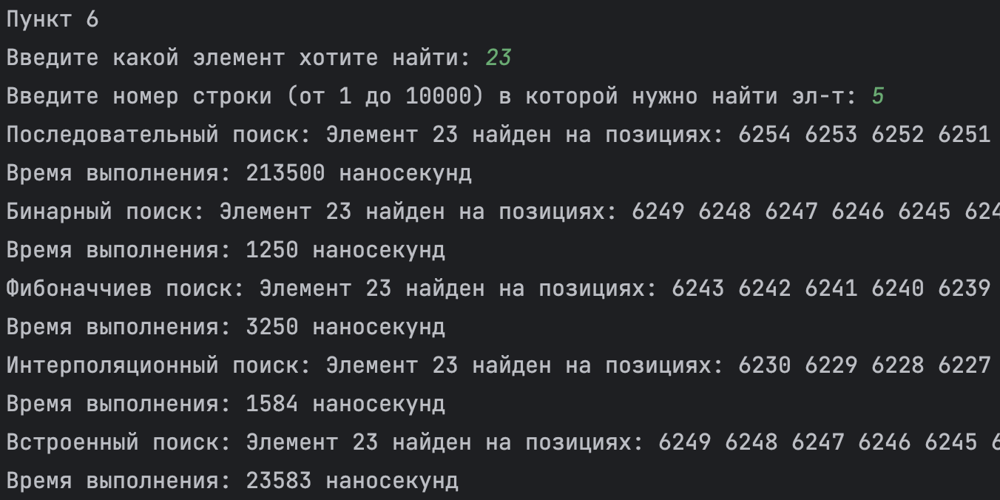 Пункт 6
Введите какой элемент хотите найти: 23
Введите номер строки (от 1 до 10000) в которой нужно найти эл-т: 5
Последовательный поиск: Элемент 23 найден на позициях: 6254 6253 6252 6251
Время выполнения: 213500 наносекунд
Бинарный поиск: Элемент 23 найден на позициях: 6249 6248 6247 6246 6245
Время выполнения: 1250 наносекунд
Фибоначчиев поиск: Элемент 23 найден на позициях: 6243 6242 6241 6240 6239
Время выполнения: 3250 наносекунд
Интерполяционный поиск: Элемент 23 найден на позициях: 6230 6229 6228 6227
Время выполнения: 1584 наносекунд
Встроенный поиск: Элемент 23 найден на позициях: 6249 6248 6247 6246 6245
Время выполнения: 23583 наносекунд